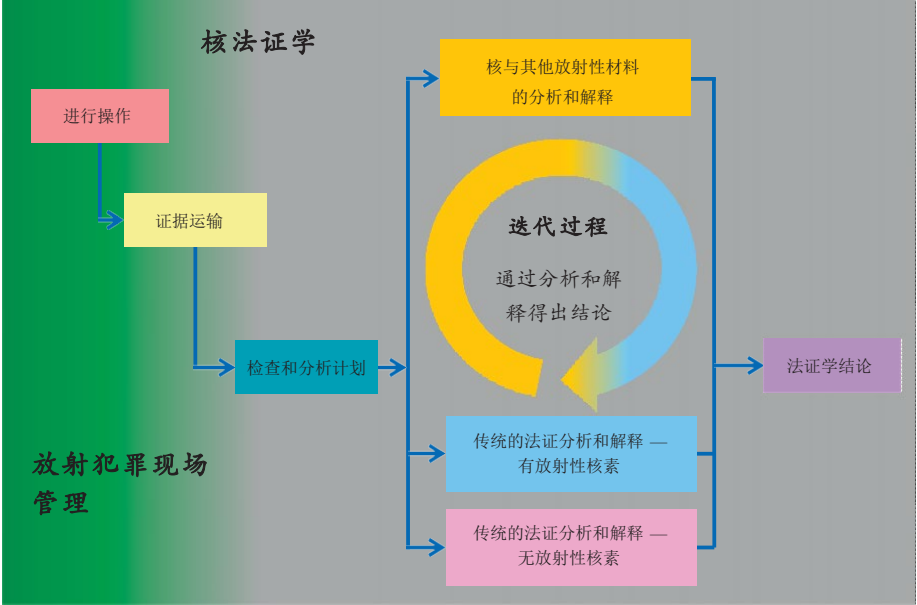 核法证学
进行操作
证据运输
检查和分析计划
核与其他放射性材料
的分析和解释
迭代过程
通过分析和解
释得出结论
传统的法证分析和解释 —
有放射性核素
传统的法证分析和解释 —
无放射性核素
法证学结论
放射犯罪现场
管理